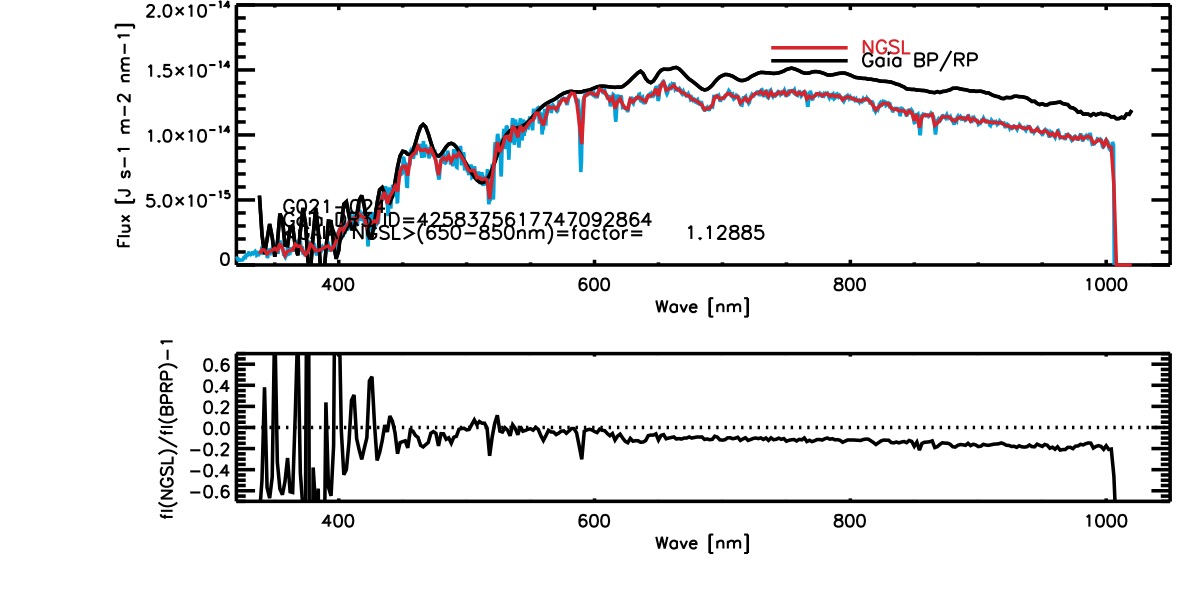 2.0×10⁻¹⁴
1.5×10⁻¹⁴
1.0×10⁻¹⁴
5.0×10⁻¹⁵
0
Flux [J s−1 m−2 nm−1]
NGSL
Gaia BP/RP
G021−024
Gaia DR3 ID=4258375617747092864
NGSL>(650−850nm)=factor= 1.12885
400 600 800 1000
Wave [nm]
fl(NGSL)/fl(BPRP)−1
0.6
0.4
0.2
0.0
−0.2
−0.4
−0.6
400 600 800 1000
Wave [nm]